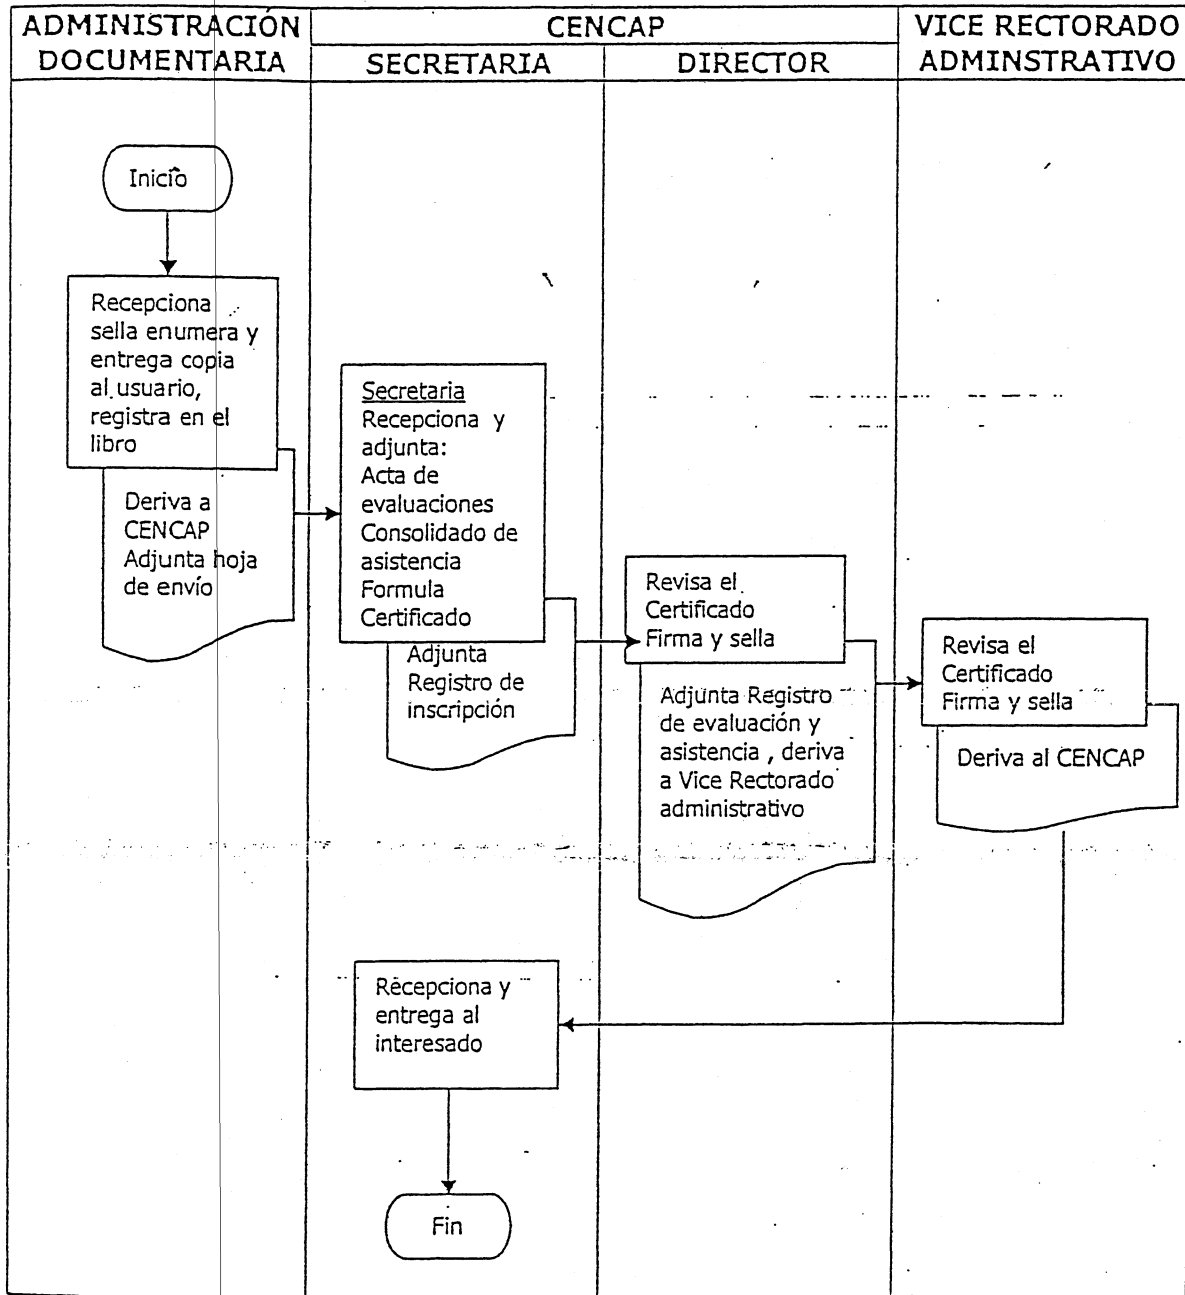 ADMINISTRACIÓN
DOCUMENTARIA
CENCAP
SECRETARIA
DIRECTOR
VICE RECTORADO
ADMINSTRATIVO
Inicio
Recepciona
sella enumera y
entrega copia
al usuario,
registra en el
libro
Deriva a
CENCAP
Adjunta hoja
de envío
Secretaria
Recepciona y
adjunta:
Acta de
evaluaciones
Consolidado de
asistencia
Formula
Certificado
Adjunta
Registro de
inscripción
Revisa el
Certificado
Firma y sella
Adjunta Registro
de evaluación y
asistencia , deriva
a Vice Rectorado
administrativo
Revisa el
Certificado
Firma y sella
Deriva al CENCAP
Recepciona y
entrega al
interesado
Fin